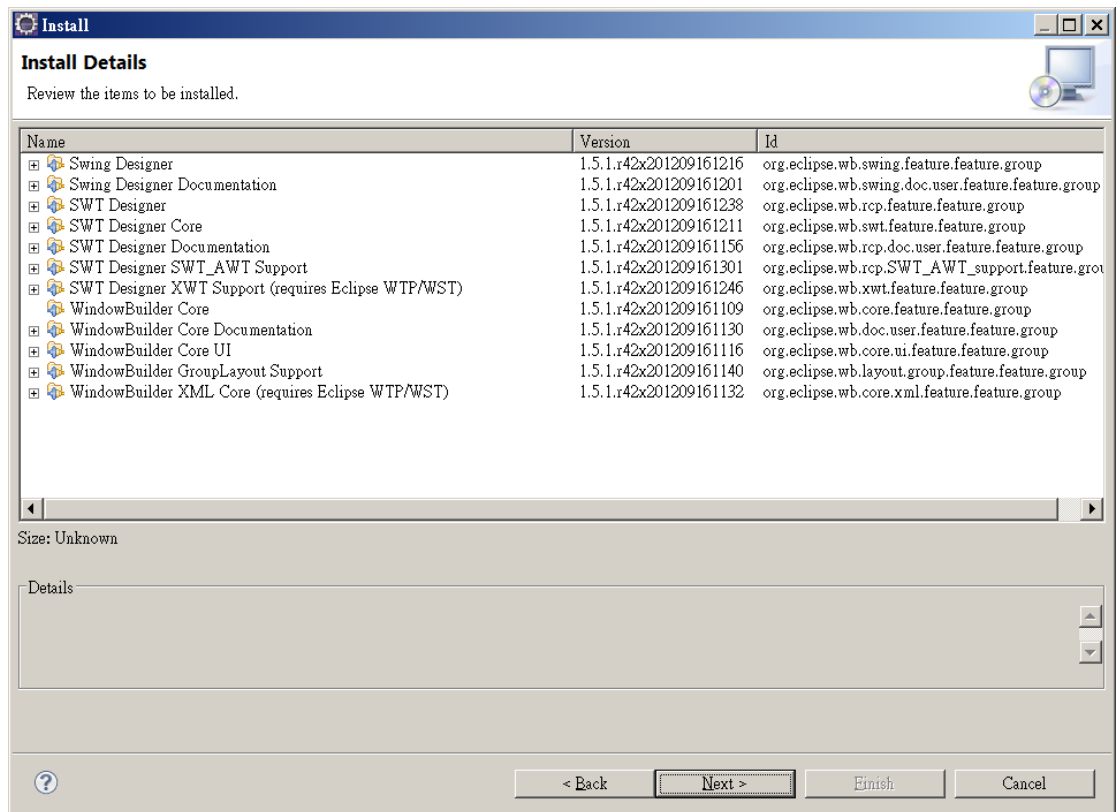 Install
Install Details
Review the items to be installed.
Name Version Id
Swing Designer 1.5.1.r42x201209161216 org.eclipse.wb.swing.feature.feature.group
Swing Designer Documentation 1.5.1.r42x201209161201 org.eclipse.wb.swing.doc.user.feature.feature.group
SWT Designer 1.5.1.r42x201209161238 org.eclipse.wb.rcp.feature.feature.group
SWT Designer Core 1.5.1.r42x201209161211 org.eclipse.wb.swt.feature.feature.group
SWT Designer Documentation 1.5.1.r42x201209161156 org.eclipse.wb.rcp.doc.user.feature.feature.group
SWT Designer SWT_AWT Support 1.5.1.r42x201209161301 org.eclipse.wb.rcp.SWT_AWT_support.feature.grou
SWT Designer XWT Support (requires Eclipse WTP/WST) 1.5.1.r42x201209161246 org.eclipse.wb.xwt.feature.feature.group
WindowBuilder Core 1.5.1.r42x201209161109 org.eclipse.wb.core.feature.feature.group
WindowBuilder Core Documentation 1.5.1.r42x201209161130 org.eclipse.wb.doc.user.feature.feature.group
WindowBuilder Core UI 1.5.1.r42x201209161116 org.eclipse.wb.core.ui.feature.feature.group
WindowBuilder GroupLayout Support 1.5.1.r42x201209161140 org.eclipse.wb.layout.group.feature.feature.group
WindowBuilder XML Core (requires Eclipse WTP/WST) 1.5.1.r42x201209161132 org.eclipse.wb.core.xml.feature.feature.group
Size: Unknown
Details
< Back Next > Finish Cancel